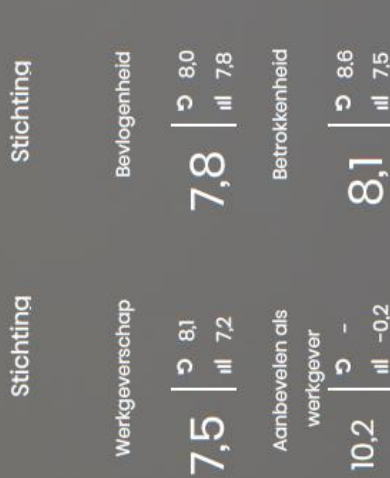 Stichting
Werkgeverschap
7,5
8,1
7,2
Aanbevelen als
werkgever
10,2
-
-0,2
Stichting
Bevlogenheid
7,8
8,0
7,8
Betrokkenheid
8,1
8.6
7,5